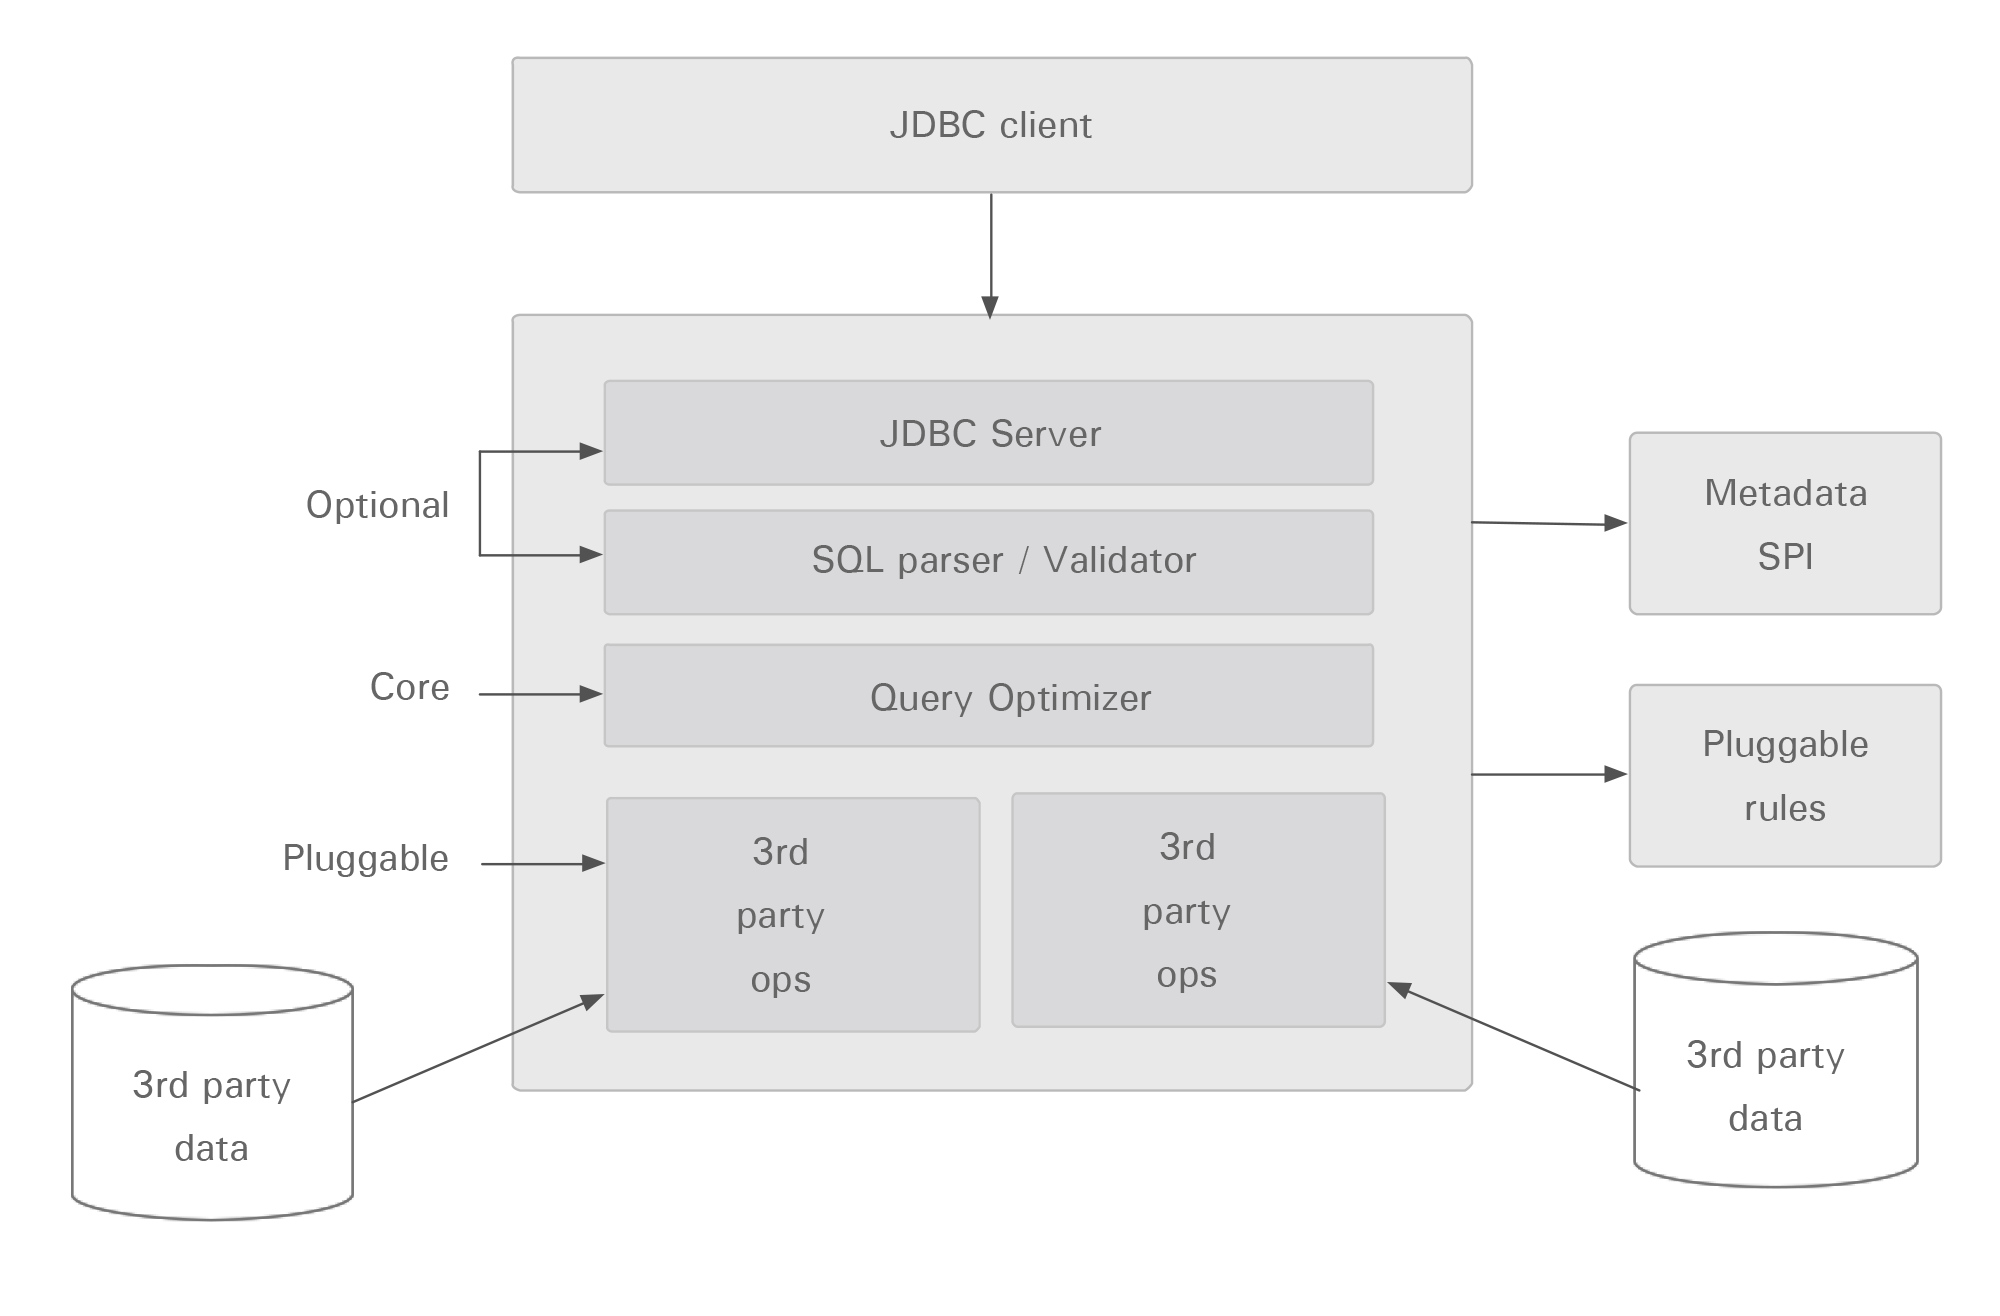 JDBC client
JDBC Server
Optional
SQL parser / Validator
Metadata
SPI
Core
Query Optimizer
Pluggable
rules
Pluggable
3rd
party
ops
3rd
party
ops
3rd party
data
3rd party
data